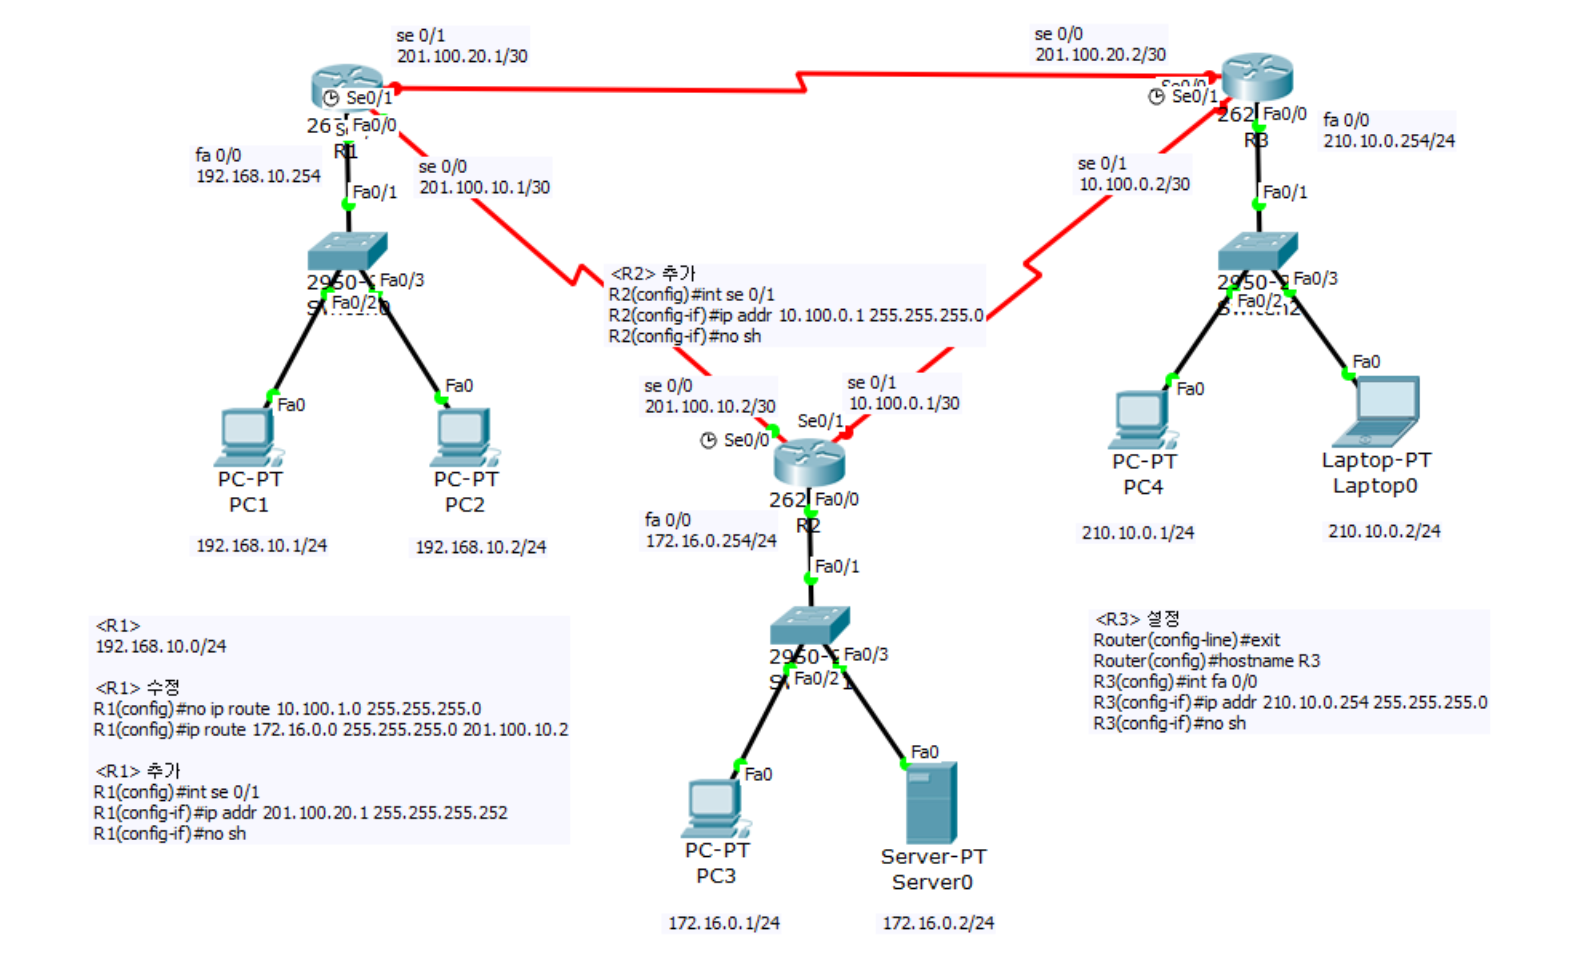 se 0/1
201.100.20.1/30
se 0/0
201.100.20.2/30
Se0/1
Fa0/0
R1
fa 0/0
192.168.10.254
se 0/0
201.100.10.1/30
Fa0/1
Fa0/3
Fa0/2
Fa0
Fa0
PC-PT
PC1
PC-PT
PC2
192.168.10.1/24
192.168.10.2/24
Se0/0
Se0/1
262
Fa0/0
R3
fa 0/0
210.10.0.254/24
se 0/1
10.100.0.2/30
Fa0/1
Fa0/3
Fa0/2
Fa0
Fa0
PC-PT
PC4
Laptop-PT
Laptop0
210.10.0.1/24
210.10.0.2/24
<R2> 추가
R2(config)#int se 0/1
R2(config-if)#ip addr 10.100.0.1 255.255.255.0
R2(config-if)#no sh
se 0/0
201.100.10.2/30
se 0/1
10.100.0.1/30
Se0/1
Se0/0
262
Fa0/0
R2
fa 0/0
172.16.0.254/24
Fa0/1
Fa0/3
Fa0/2
Fa0
Fa0
PC-PT
PC3
Server-PT
Server0
172.16.0.1/24
172.16.0.2/24
<R1>
192.168.10.0/24
<R1> 수정
R1(config)#no ip route 10.100.1.0 255.255.255.0
R1(config)#ip route 172.16.0.0 255.255.255.0 201.100.10.2
<R1> 추가
R1(config)#int se 0/1
R1(config-if)#ip addr 201.100.20.1 255.255.255.252
R1(config-if)#no sh
<R3> 설정
Router(config-line)#exit
Router(config)#hostname R3
R3(config)#int fa 0/0
R3(config-if)#ip addr 210.10.0.254 255.255.255.0
R3(config-if)#no sh